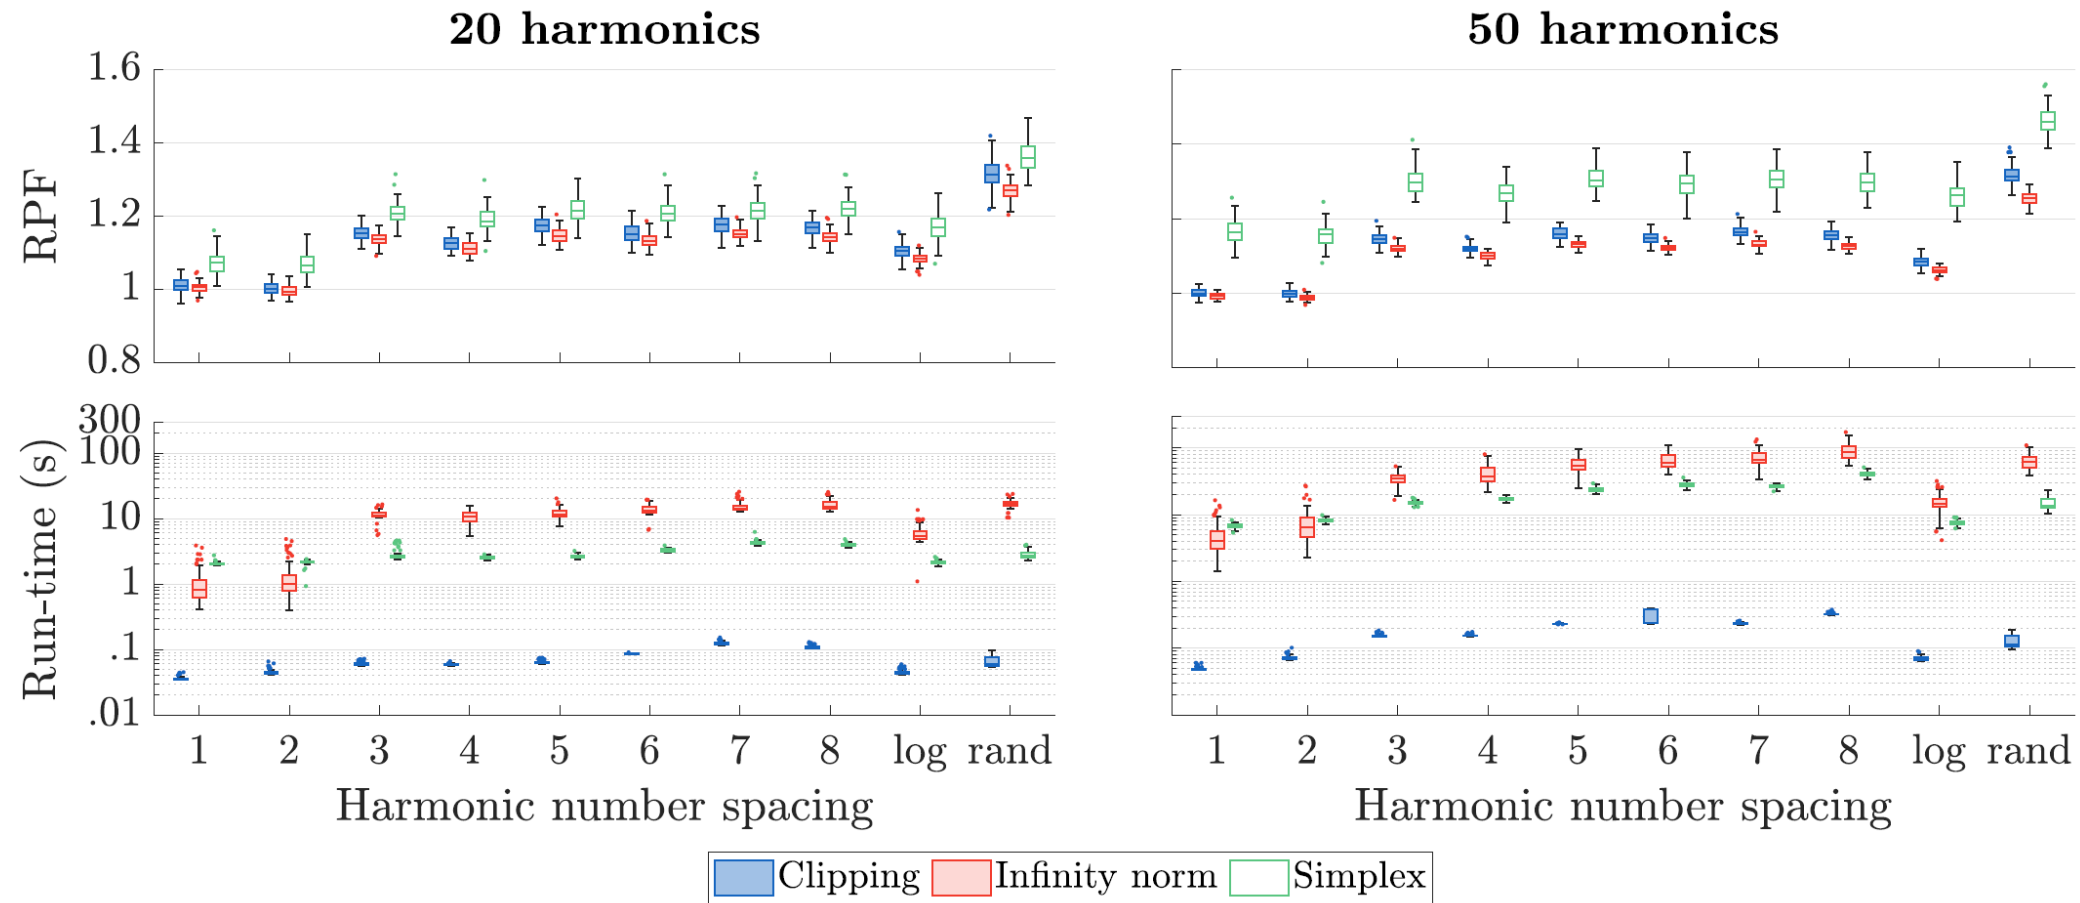 20 harmonics
50 harmonics
RPF
1.6
1.4
1.2
1
0.8
Run-time (s)
300
100
10
1
.1
.01
1 2 3 4 5 6 7 8 log rand
1 2 3 4 5 6 7 8 log rand
Harmonic number spacing
Harmonic number spacing
Clipping Infinity norm Simplex